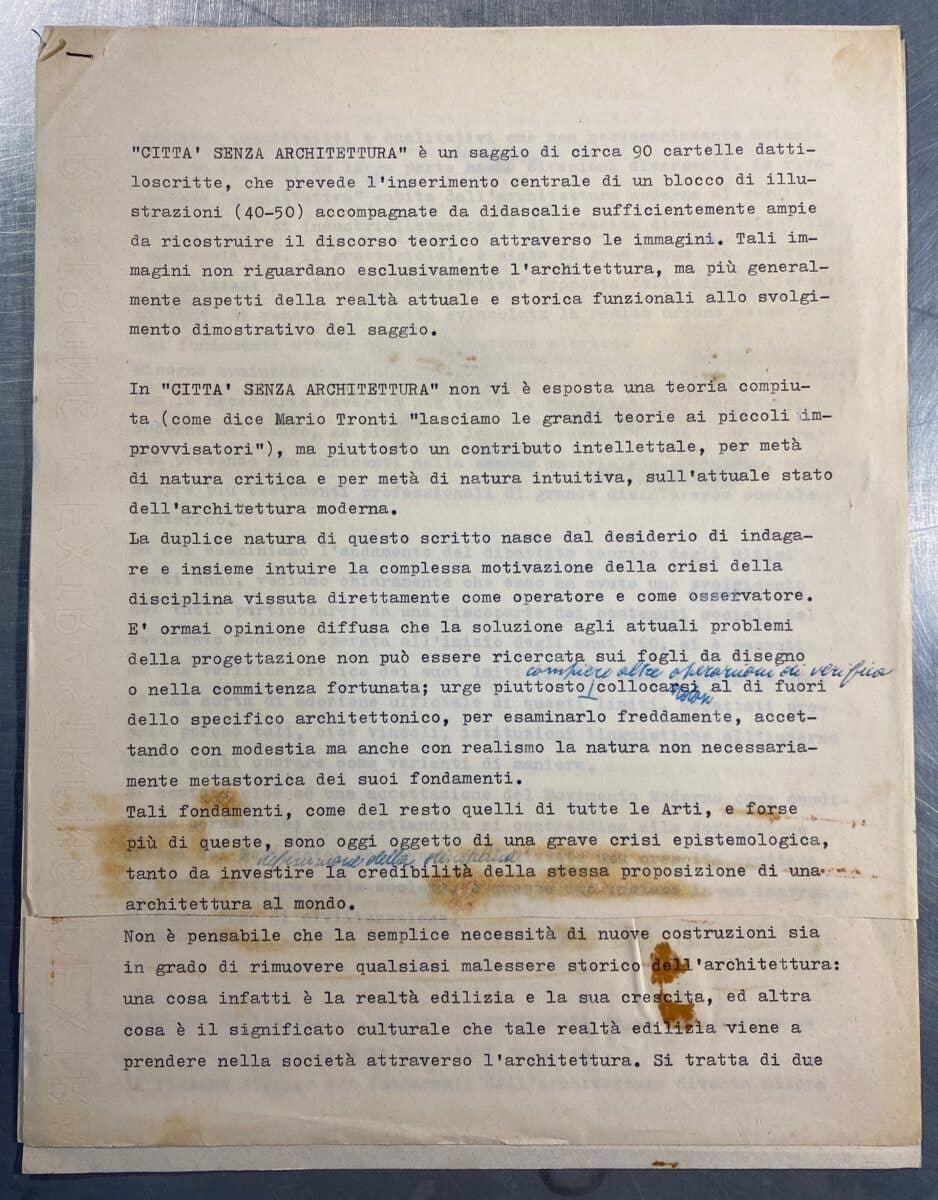 "CITTA' SENZA ARCHITETTURA" è un saggio di circa 90 cartelle datti-
loscritte, che prevede l'inserimento centrale di un blocco di illu-
strazioni (40-50) accompagnate da didascalie sufficientemente ampie
da ricostruire il discorso teorico attraverso le immagini. Tali im-
magini non riguardano esclusivamente l'architettura, ma più general-
mente aspetti della realtà attuale e storica funzionali allo svolgi-
mento dimostrativo del saggio.
In "CITTA' SENZA ARCHITETTURA" non vi è esposta una teoria compiu-
ta (come dice Mario Tronti "lasciamo le grandi teorie ai piccoli im-
provvisatori"), ma piuttosto un contributo intellettale, per metà
di natura critica e per metà di natura intuitiva, sull'attuale stato
dell'architettura moderna.
La duplice natura di questo scritto nasce dal desiderio di indaga-
re e insieme intuire la complessa motivazione della crisi della
disciplina vissuta direttamente come operatore e come osservatore.
E' ormai opinione diffusa che la soluzione agli attuali problemi
della progettazione non può essere ricercata sui fogli da disegno
compiere altre operazioni di verifica
o nella commitenza fortunata; urge piuttosto collocarsi al di fuori
dello specifico architettonico, per esaminarlo freddamente, accet-
tando con modestia ma anche con realismo la natura non necessaria-
mente metastorica dei suoi fondamenti.
Tali fondamenti, come del resto quelli di tutte le Arti, e forse
più di queste, sono oggi oggetto di una grave crisi epistemologica,
definizione della disciplina
tanto da investire la credibilità della stessa proposizione di una
architettura al mondo.
Non è pensabile che la semplice necessità di nuove costruzioni sia
in grado di rimuovere qualsiasi malessere storico dell'architettura:
una cosa infatti è la realtà edilizia e la sua crescita, ed altra
cosa è il significato culturale che tale realtà edilizia viene a
prendere nella società attraverso l'architettura. Si tratta di due